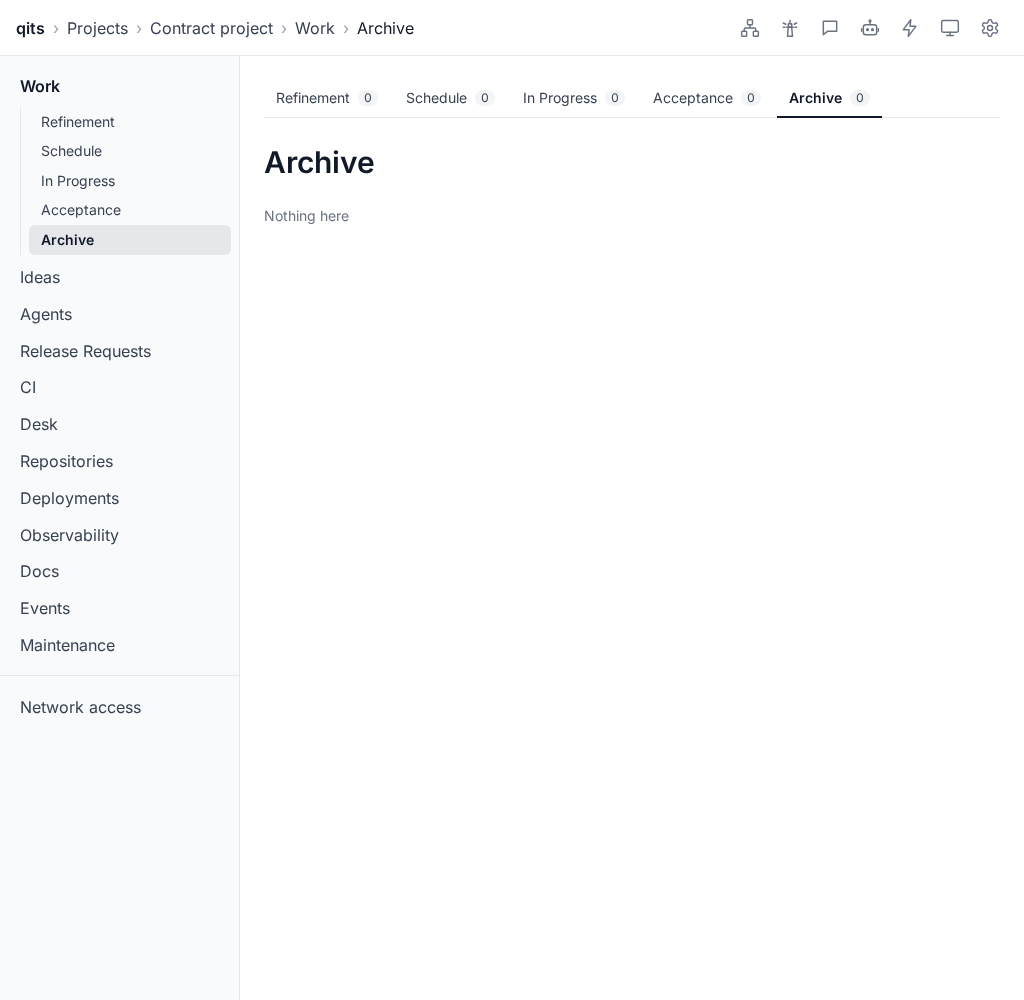 qits › Projects › Contract project › Work › Archive
Work
Refinement
Schedule
In Progress
Acceptance
Archive
Ideas
Agents
Release Requests
CI
Desk
Repositories
Deployments
Observability
Docs
Events
Maintenance
Network access
Refinement 0 Schedule 0 In Progress 0 Acceptance 0 Archive 0
Archive
Nothing here